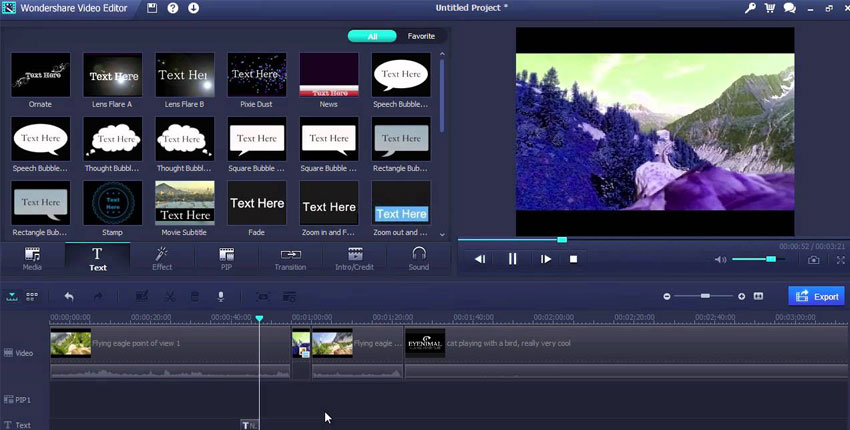 Wondershare Video Editor
Untitled Project *
All
Favorite
Text Here
Text Here
Text Here
Text Here
Text Here
Ornate
Lens Flare A
Lens Flare B
Pixie Dust
News
Speech Bubble...
Text Here
Text Here
Text Here
Text Here
Text Here
Text Here
Speech Bubble...
Thought Bubbl...
Thought Bubbl...
Square Bubble ...
Square Bubble ...
Rectangle Bub...
Text Here
Text Here
Text Here
Text Here
Text Here
Text Here
Rectangle Bub...
Stamp
Movie Subtitle
Fade
Zoom in and F...
Zoom out and ...
Media
Text
Effect
PIP
Transition
Intro/Credit
Sound
00:00:52 / 00:03:21
Export
00:00:00:00
00:00:20:00
00:00:40:00
00:01:00:00
00:01:20:00
00:01:40:00
00:02:00:00
00:02:20:00
00:02:40:00
00:03:00:00
Video
Flying eagle point of view 1
Flying eagle ...
EYENIMAL
cat playing with a bird, really very cool
PIP1
Text
T N.